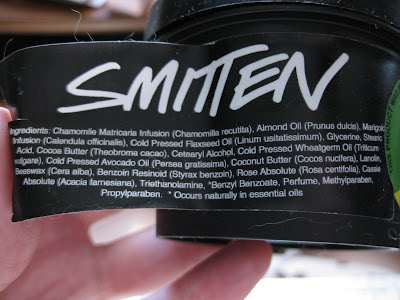 SMITTEN
Ingredients: Chamomile Matricaria Infusion (Chamomilla recutita), Almond Oil (Prunus dulcis), Marigold
Infusion (Calendula officinalis), Cold Pressed Flaxseed Oil (Linum usitatissimum), Glycerine, Stearic
Acid, Cocoa Butter (Theobroma cacao), Cetearyl Alcohol, Cold Pressed Wheatgerm Oil (Triticum
vulgare), Cold Pressed Avocado Oil (Persea gratissima), Coconut Butter (Cocos nucifera), Lanolin,
Beeswax (Cera alba), Benzoin Resinoid (Styrax benzoin), Rose Absolute (Rosa centifolia), Cassie
Absolute (Acacia farnesiana), Triethanolamine, *Benzyl Benzoate, Perfume, Methylparaben,
Propylparaben. * Occurs naturally in essential oils